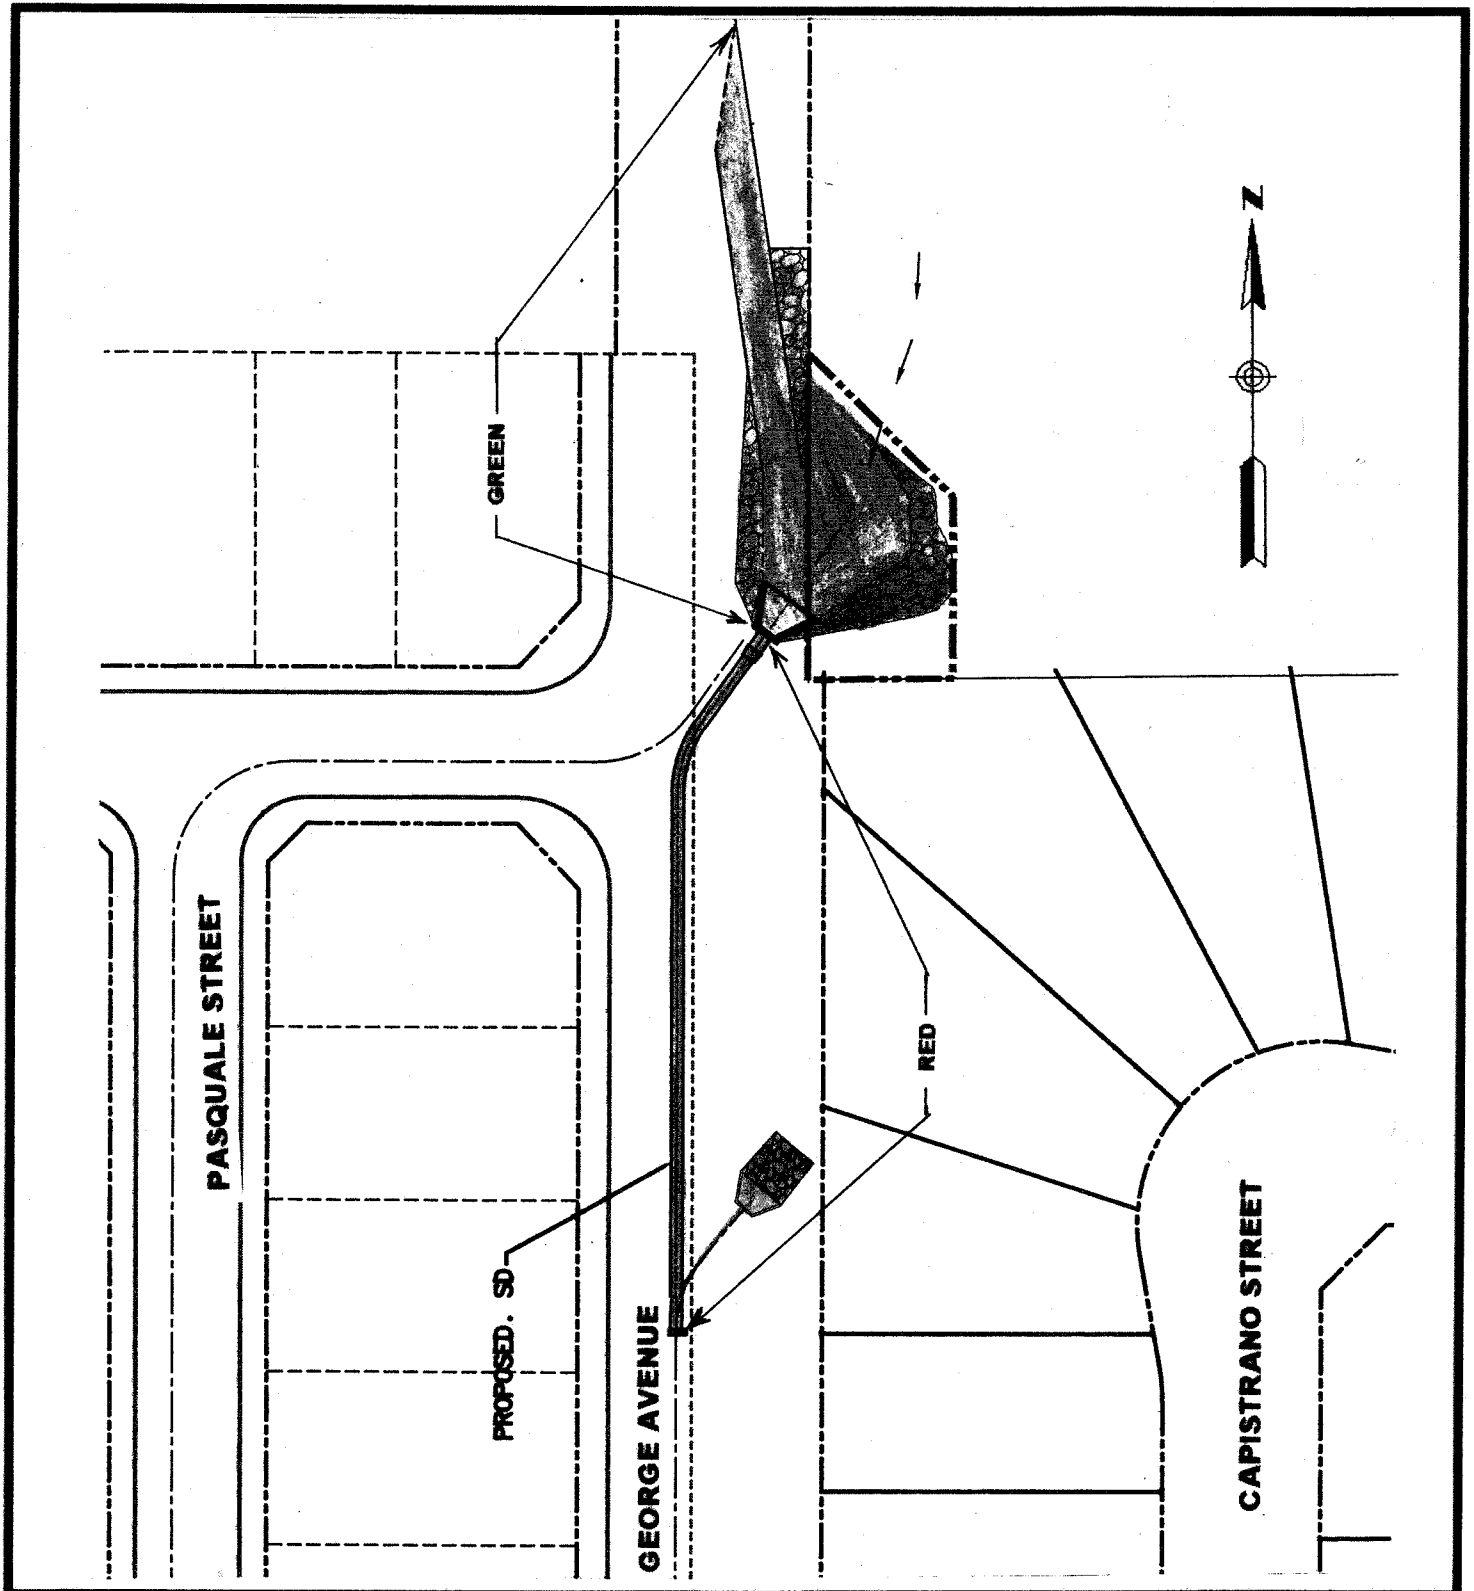 N
GREEN
PASQUALE STREET
RED
PROPOSED. SD
GEORGE AVENUE
CAPISTRANO STREET